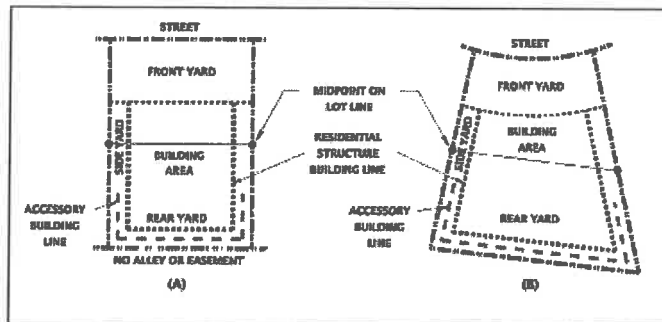 STREET
FRONT YARD
SIDE YARD
BUILDING
AREA
ACCESSORY
BUILDING
LINE
REAR YARD
NO ALLEY OR EASEMENT
(A)
MIDPOINT ON
LOT LINE
RESIDENTIAL
STRUCTURE
BUILDING LINE
STREET
FRONT YARD
BUILDING
AREA
SIDE YARD
ACCESSORY
BUILDING
LINE
REAR YARD
(B)